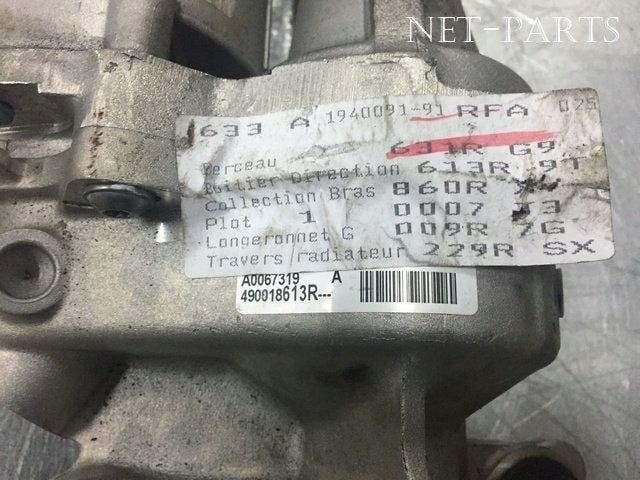 NET-PARTS
1633 A 1940091-91 RFA 025
Berceau 631R G9
Boitier Direction 613R 9T
Collection Bras 860R
Plot 1 0007
Longeronnet G 009R 7G
Travers radiateur 229R SX
A0067319 A
490018613R---